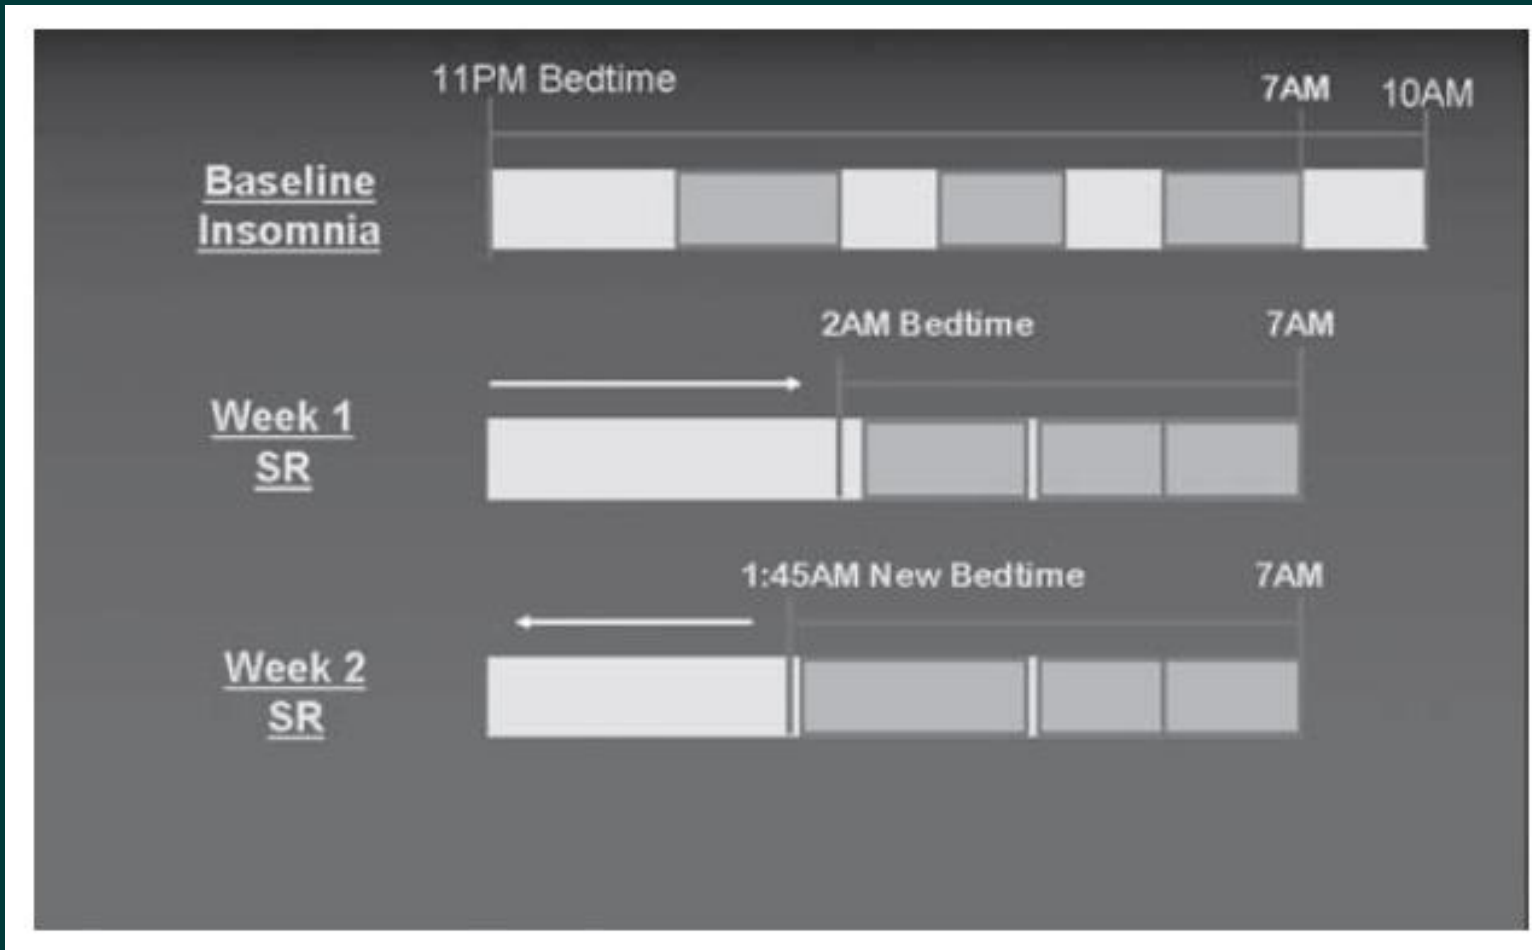 11PM Bedtime
7AM
10AM
Baseline
Insomnia
2AM Bedtime
7AM
Week 1
SR
1:45AM New Bedtime
7AM
Week 2
SR